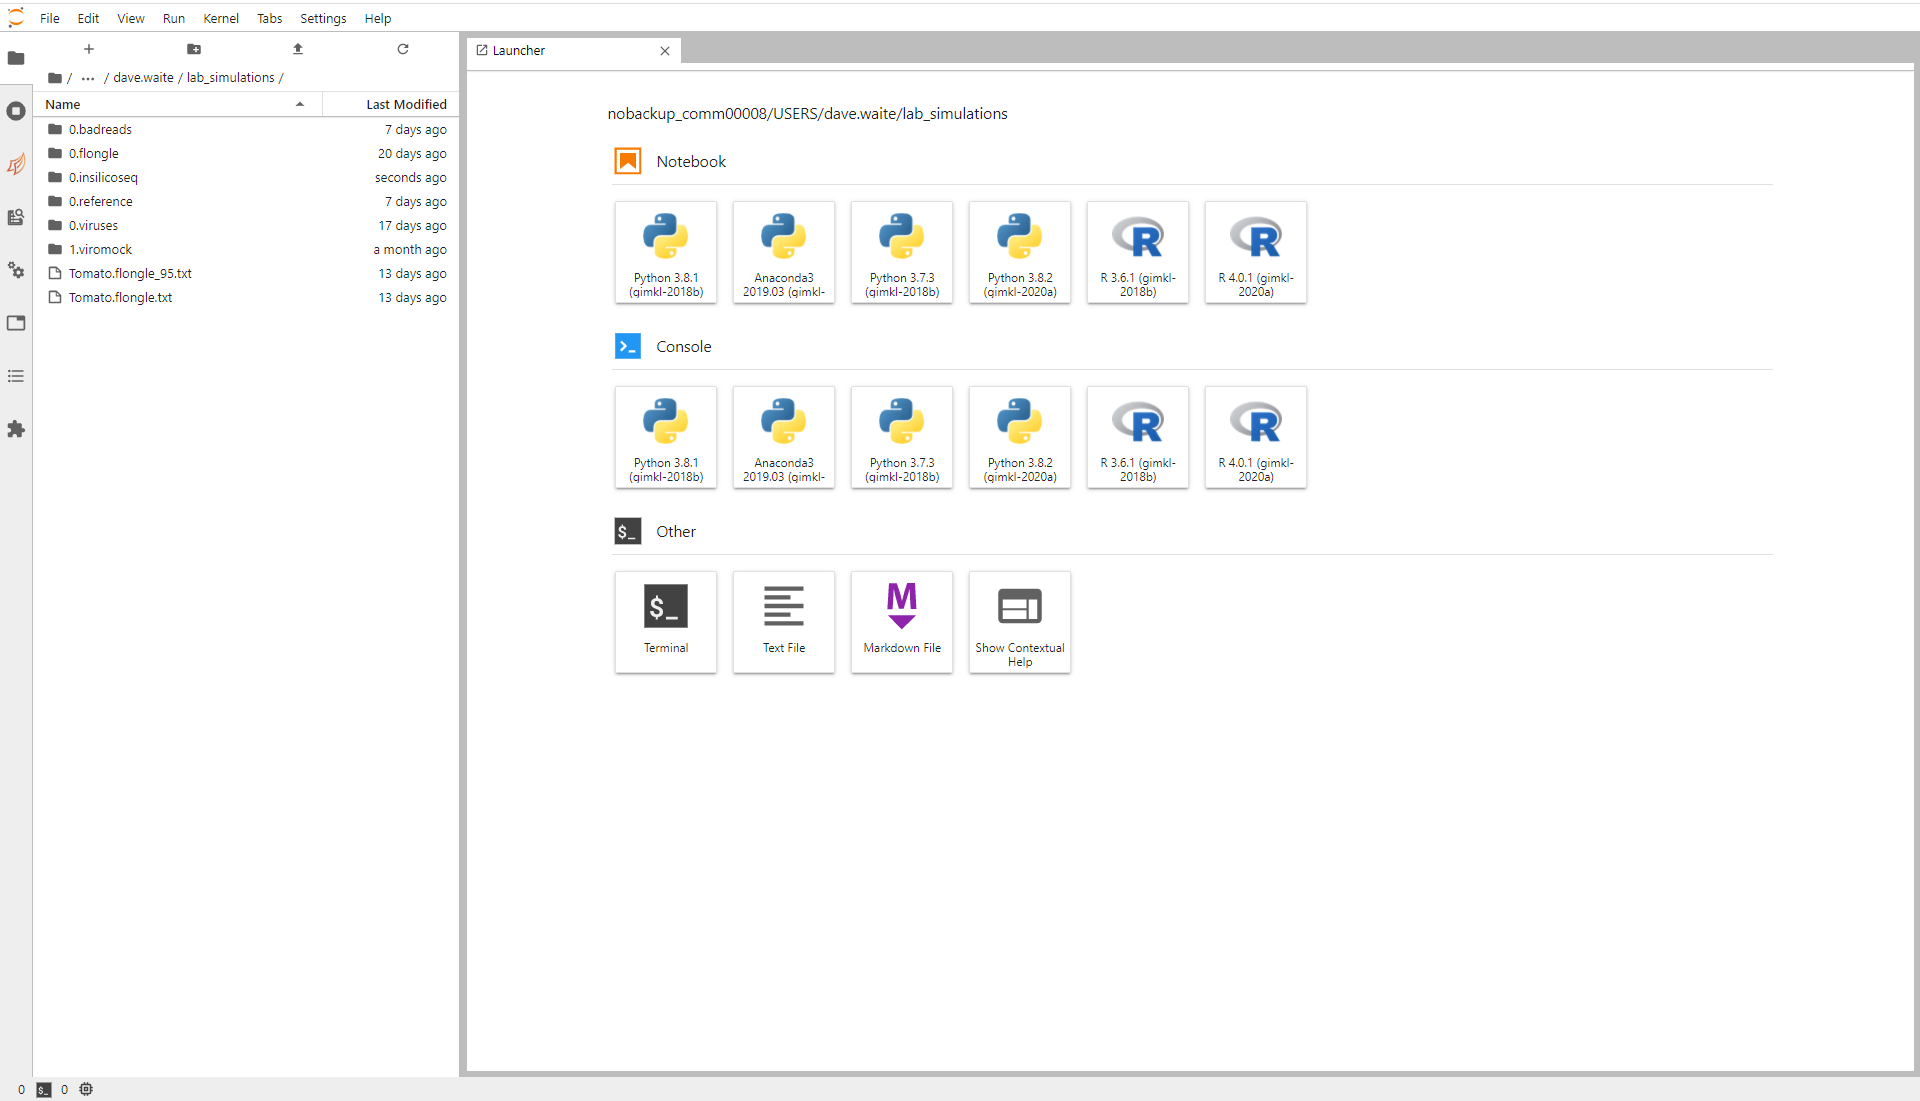 File Edit View Run Kernel Tabs Settings Help
/ ••• / dave.waite / lab_simulations /
Name Last Modified
0.badreads 7 days ago
0.flongle 20 days ago
0.insilicoseq seconds ago
0.reference 7 days ago
0.viruses 17 days ago
1.viromock a month ago
Tomato.flongle_95.txt 13 days ago
Tomato.flongle.txt 13 days ago
Launcher
nobackup_comm00008/USERS/dave.waite/lab_simulations
Notebook
Python 3.8.1
(gimkl-2018b)
Anaconda3
2019.03 (gimkl-
Python 3.7.3
(gimkl-2018b)
Python 3.8.2
(gimkl-2020a)
R 3.6.1 (gimkl-
2018b)
R 4.0.1 (gimkl-
2020a)
Console
Python 3.8.1
(gimkl-2018b)
Anaconda3
2019.03 (gimkl-
Python 3.7.3
(gimkl-2018b)
Python 3.8.2
(gimkl-2020a)
R 3.6.1 (gimkl-
2018b)
R 4.0.1 (gimkl-
2020a)
$_ Other
$_
Terminal
Text File
M
Markdown File
Show Contextual
Help
0 $_ 0